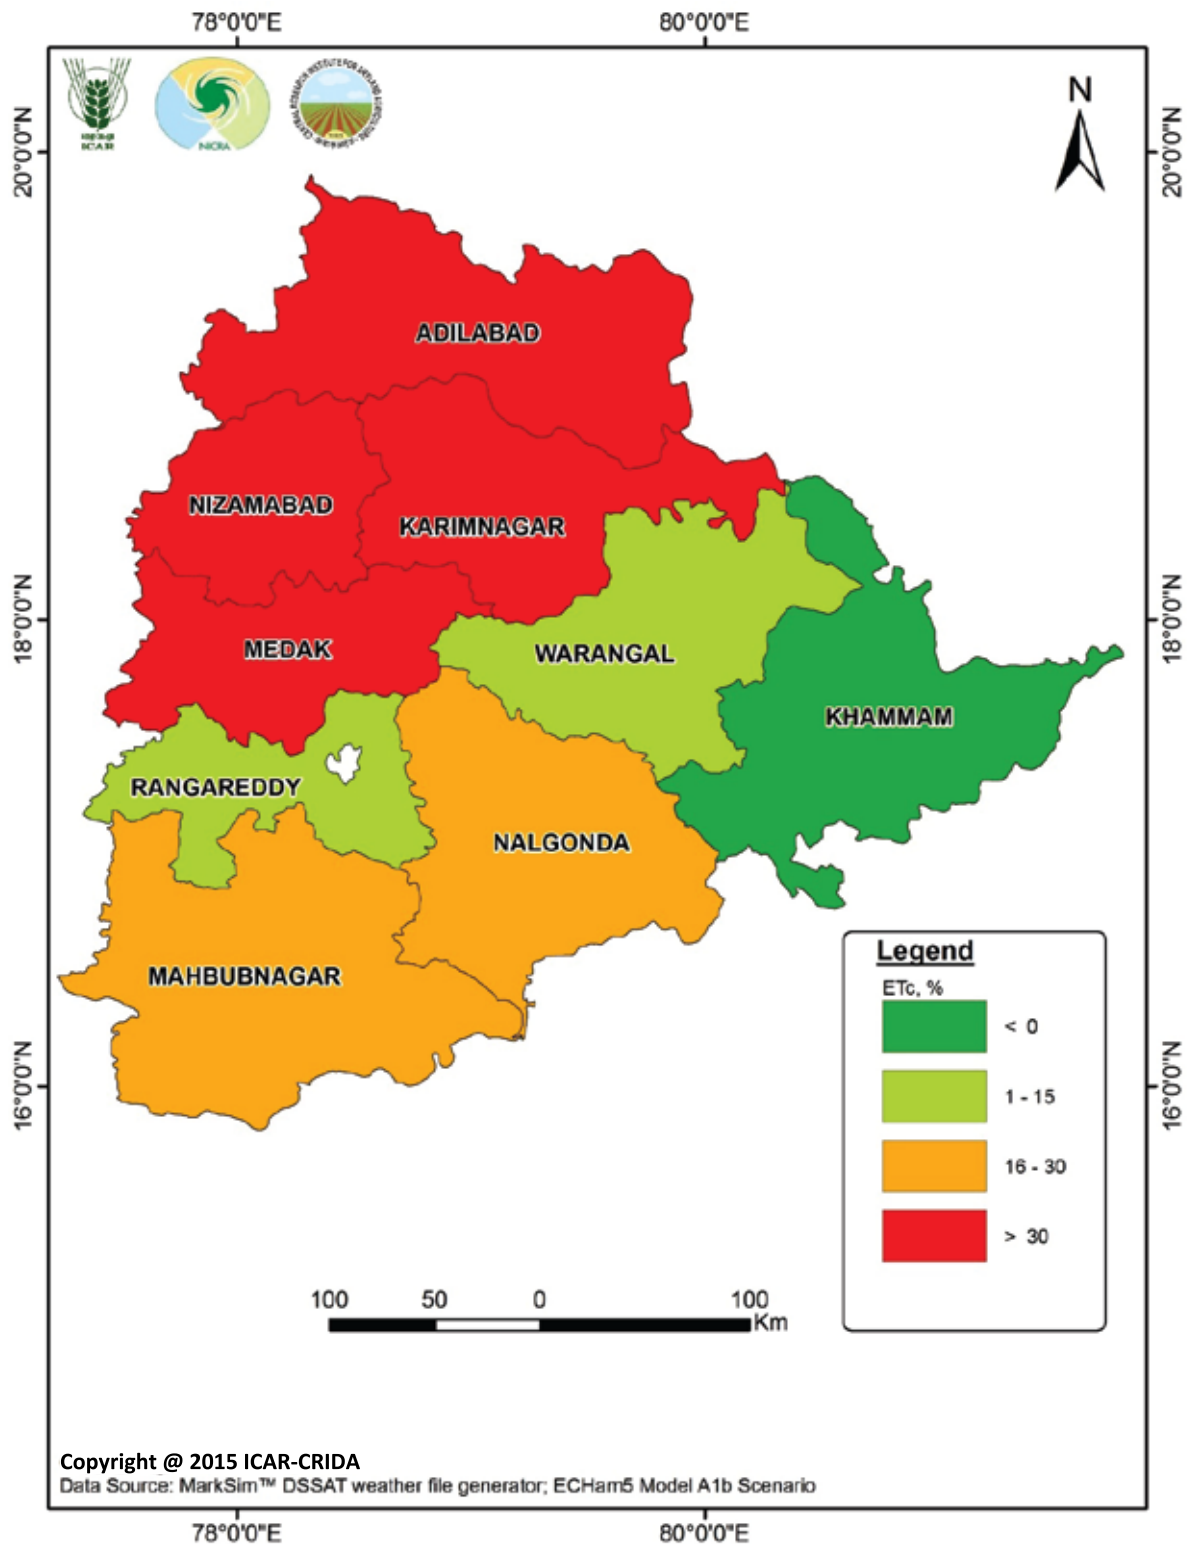 78°0'0"E 80°0'0"E
20°0'0"N
20°0'0"N
ICAR
NICRA
N
ADILABAD
NIZAMABAD
KARIMNAGAR
18°0'0"N
18°0'0"N
MEDAK
WARANGAL
KHAMMAM
RANGAREDDY
NALGONDA
MAHBUBNAGAR
16°0'0"N
16°0'0"N
Legend
ETc, %
< 0
1 - 15
16 - 30
> 30
100 50 0 100
Km
Copyright @ 2015 ICAR-CRIDA
Data Source: MarkSim™ DSSAT weather file generator; ECHam5 Model A1b Scenario
78°0'0"E 80°0'0"E